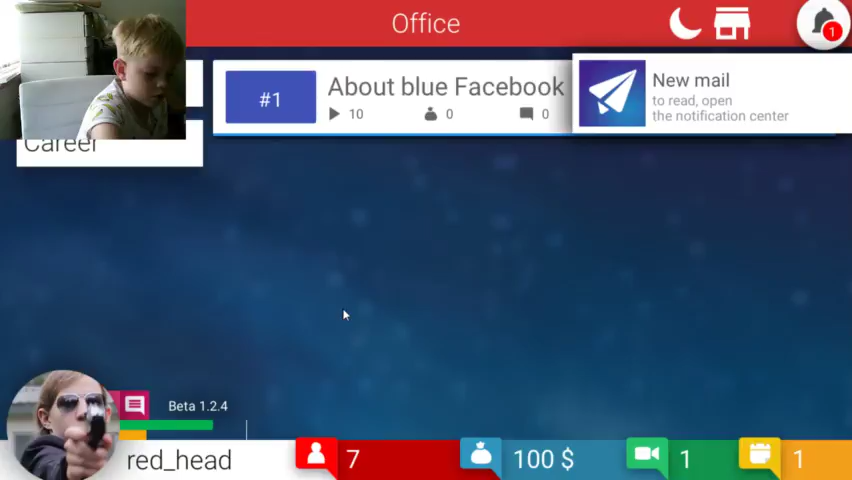 Office
1
#1
About blue Facebook
10
0
0
New mail
to read, open
the notification center
Career
Beta 1.2.4
red_head
7
100 $
1
1